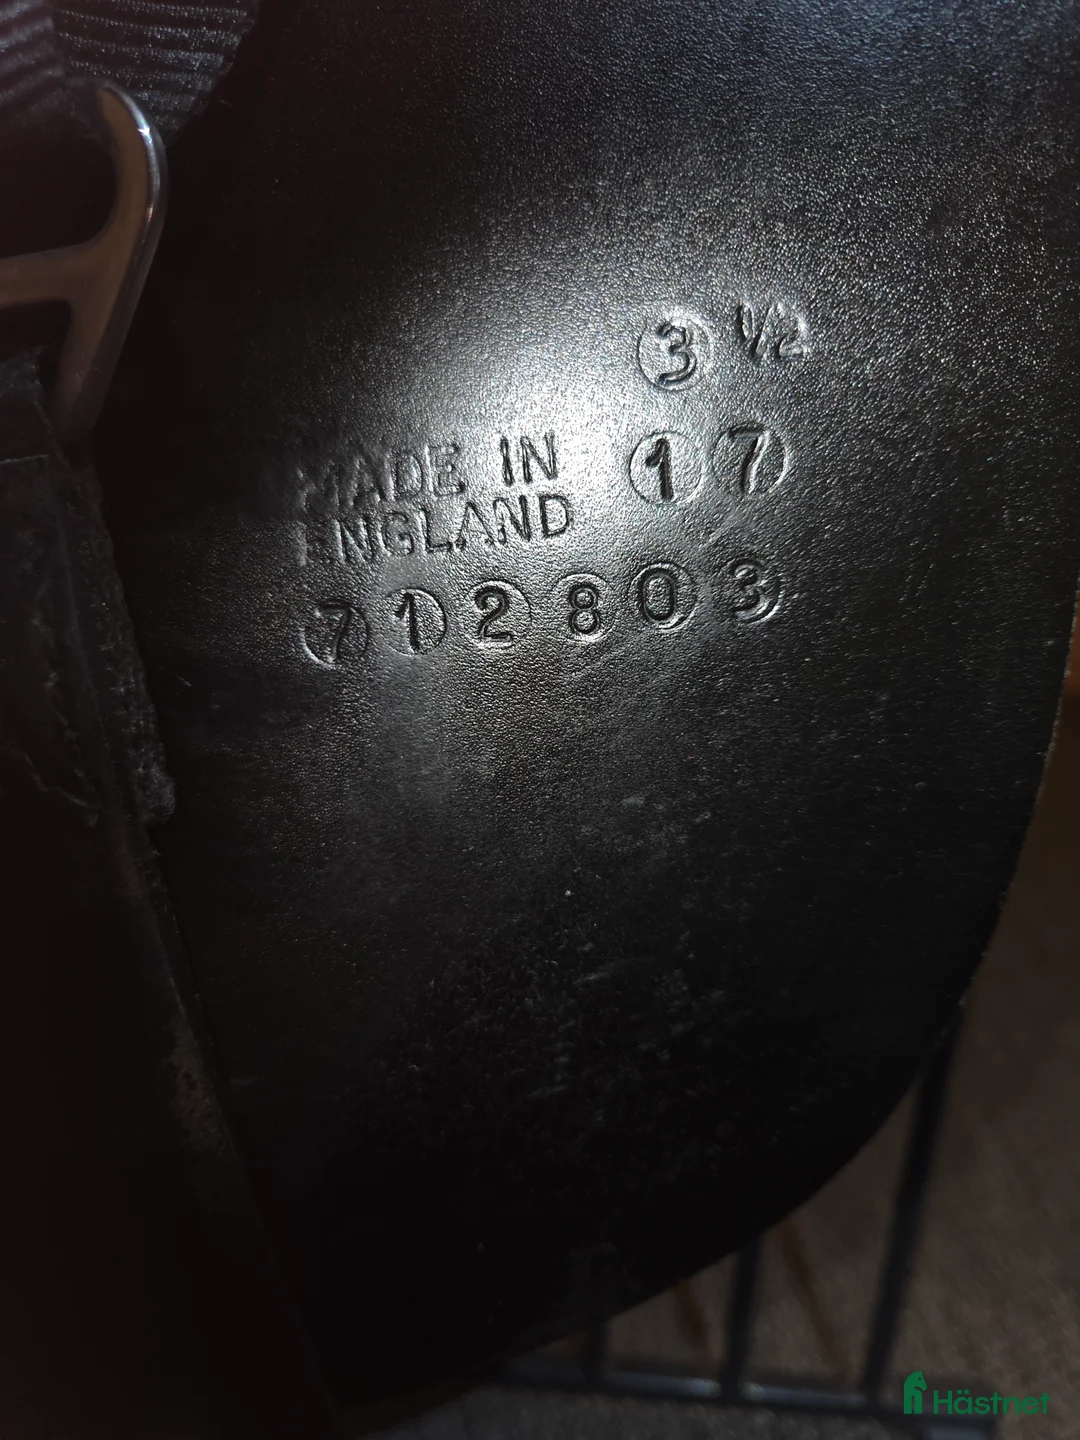 3 1/2
MADE IN 17
ENGLAND
712803
Hästnet